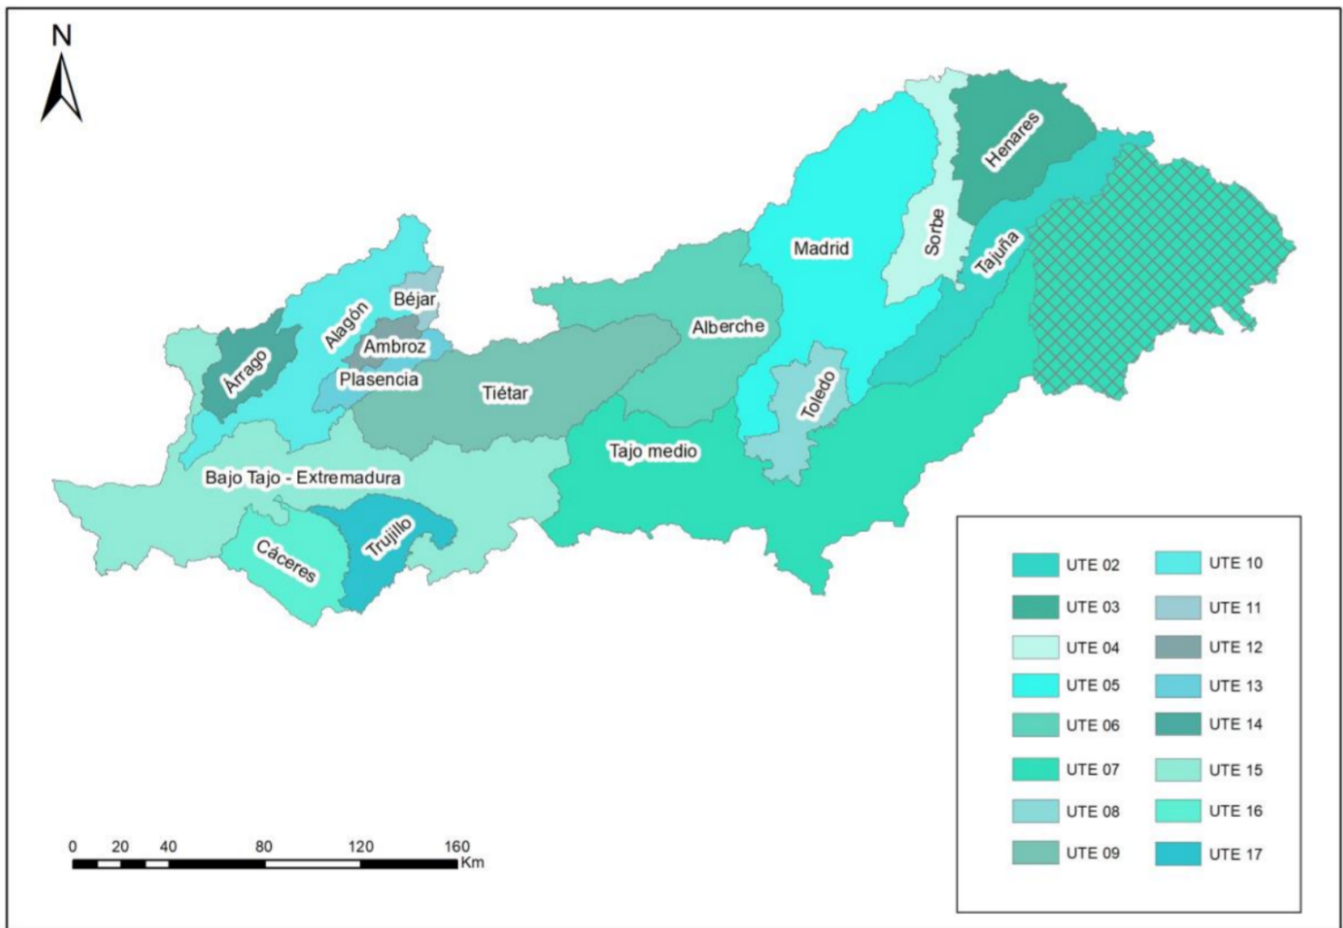 N
Henares
Sorbe
Madrid
Tajuña
Béjar
Alagón
Ambroz
Alberche
Árrago
Plasencia
Tiétar
Toledo
Tajo medio
Bajo Tajo - Extremadura
Trujillo
Cáceres
UTE 02
UTE 03
UTE 04
UTE 05
UTE 06
UTE 07
UTE 08
UTE 09
UTE 10
UTE 11
UTE 12
UTE 13
UTE 14
UTE 15
UTE 16
UTE 17
0 20 40 80 120 160
Km